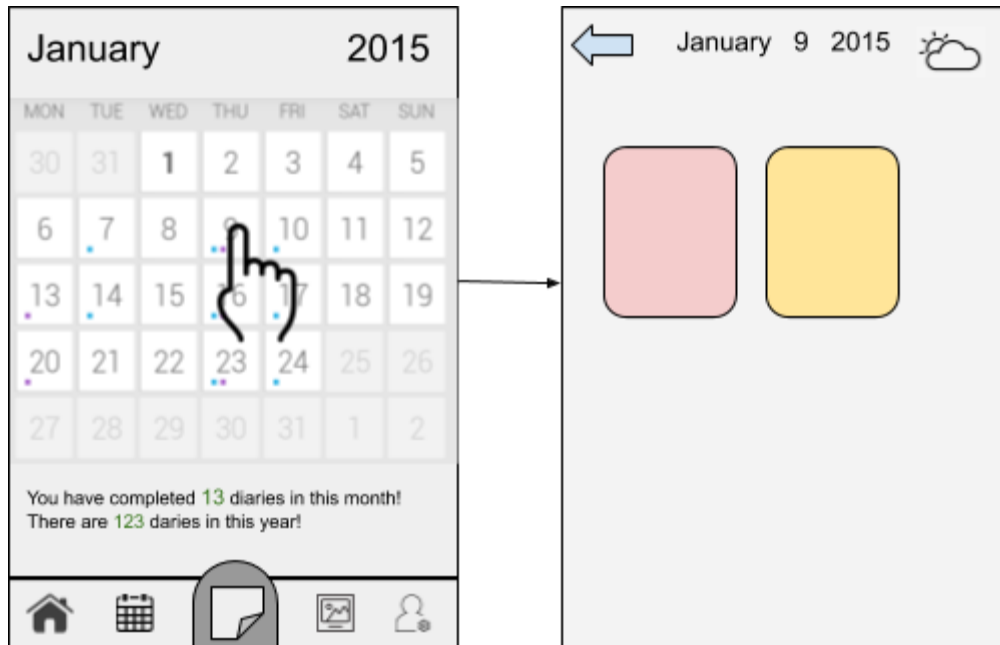 January 2015
MON TUE WED THU FRI SAT SUN
30 31 1 2 3 4 5
6 7 8 9 10 11 12
13 14 15 16 17 18 19
20 21 22 23 24 25 26
27 28 29 30 31 1 2
You have completed 13 diaries in this month!
There are 123 daries in this year!
January 9 2015